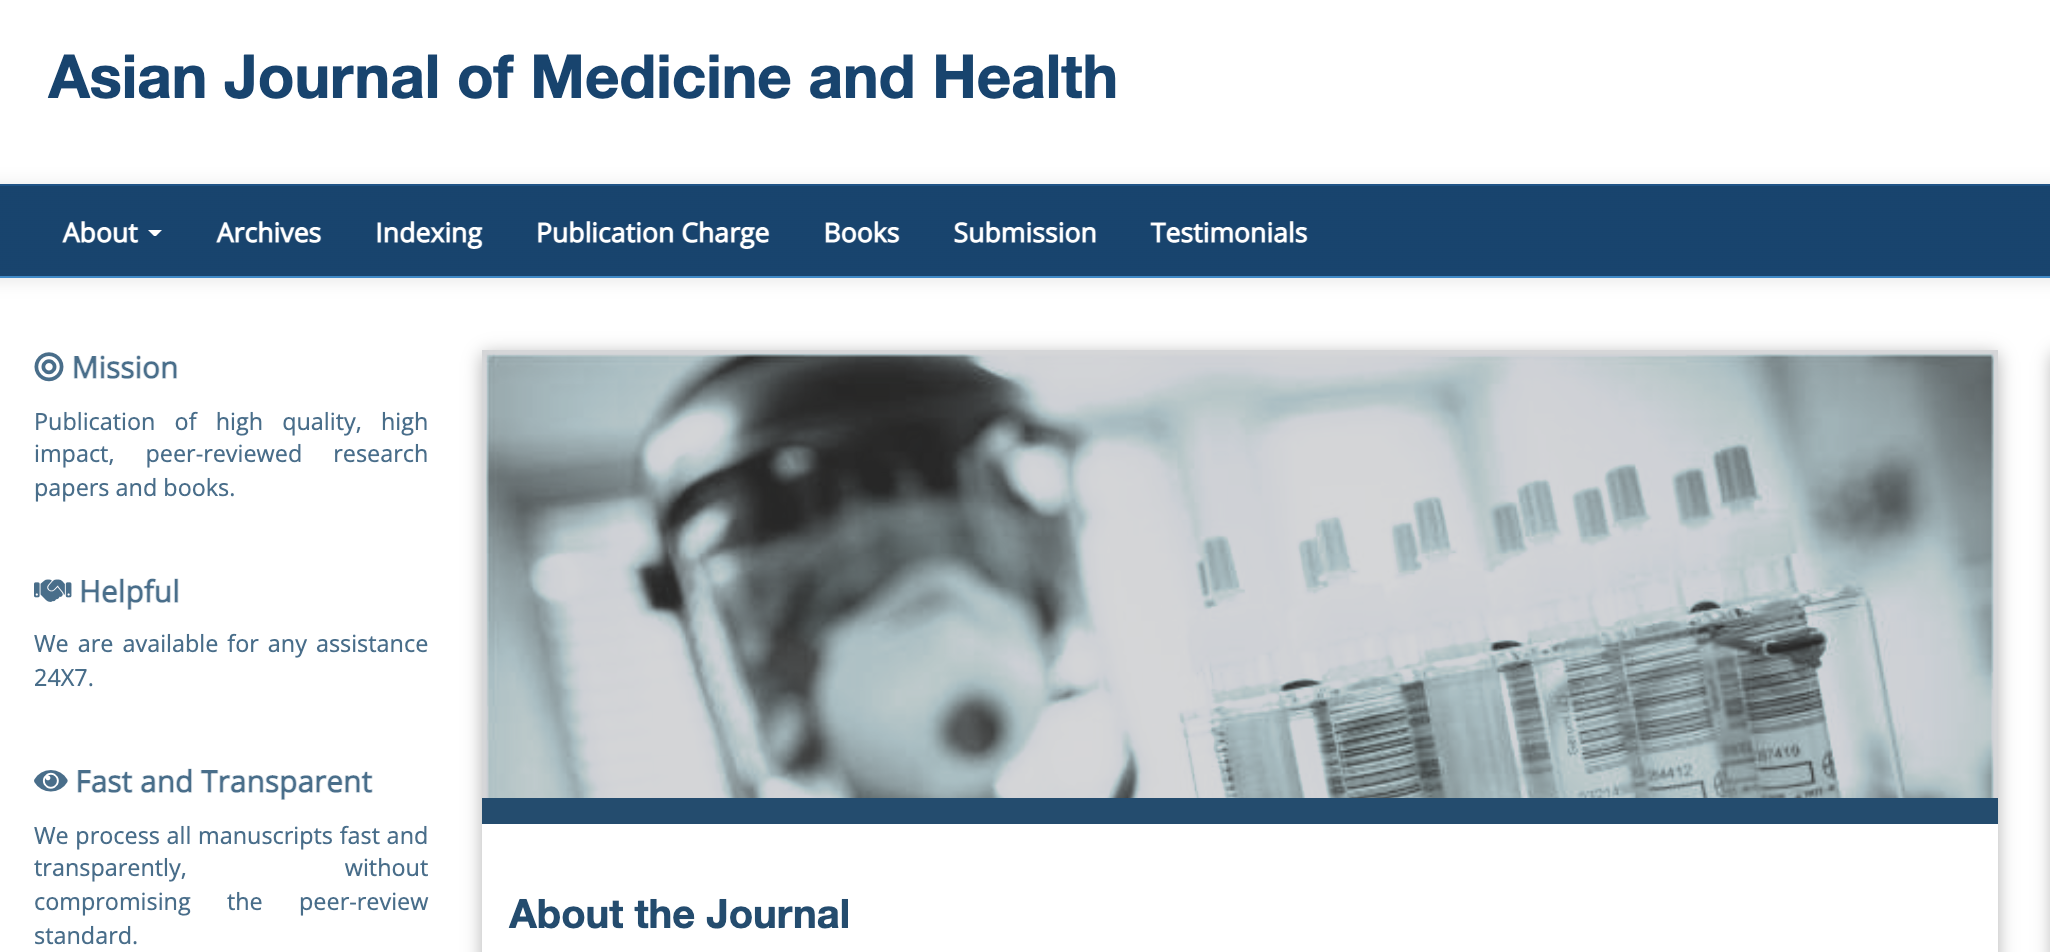 Asian Journal of Medicine and Health
About Archives Indexing Publication Charge Books Submission Testimonials
Mission
Publication of high quality, high
impact, peer-reviewed research
papers and books.
Helpful
We are available for any assistance
24X7.
Fast and Transparent
We process all manuscripts fast and
transparently, without
compromising the peer-review
standard.
87419
84412
About the Journal